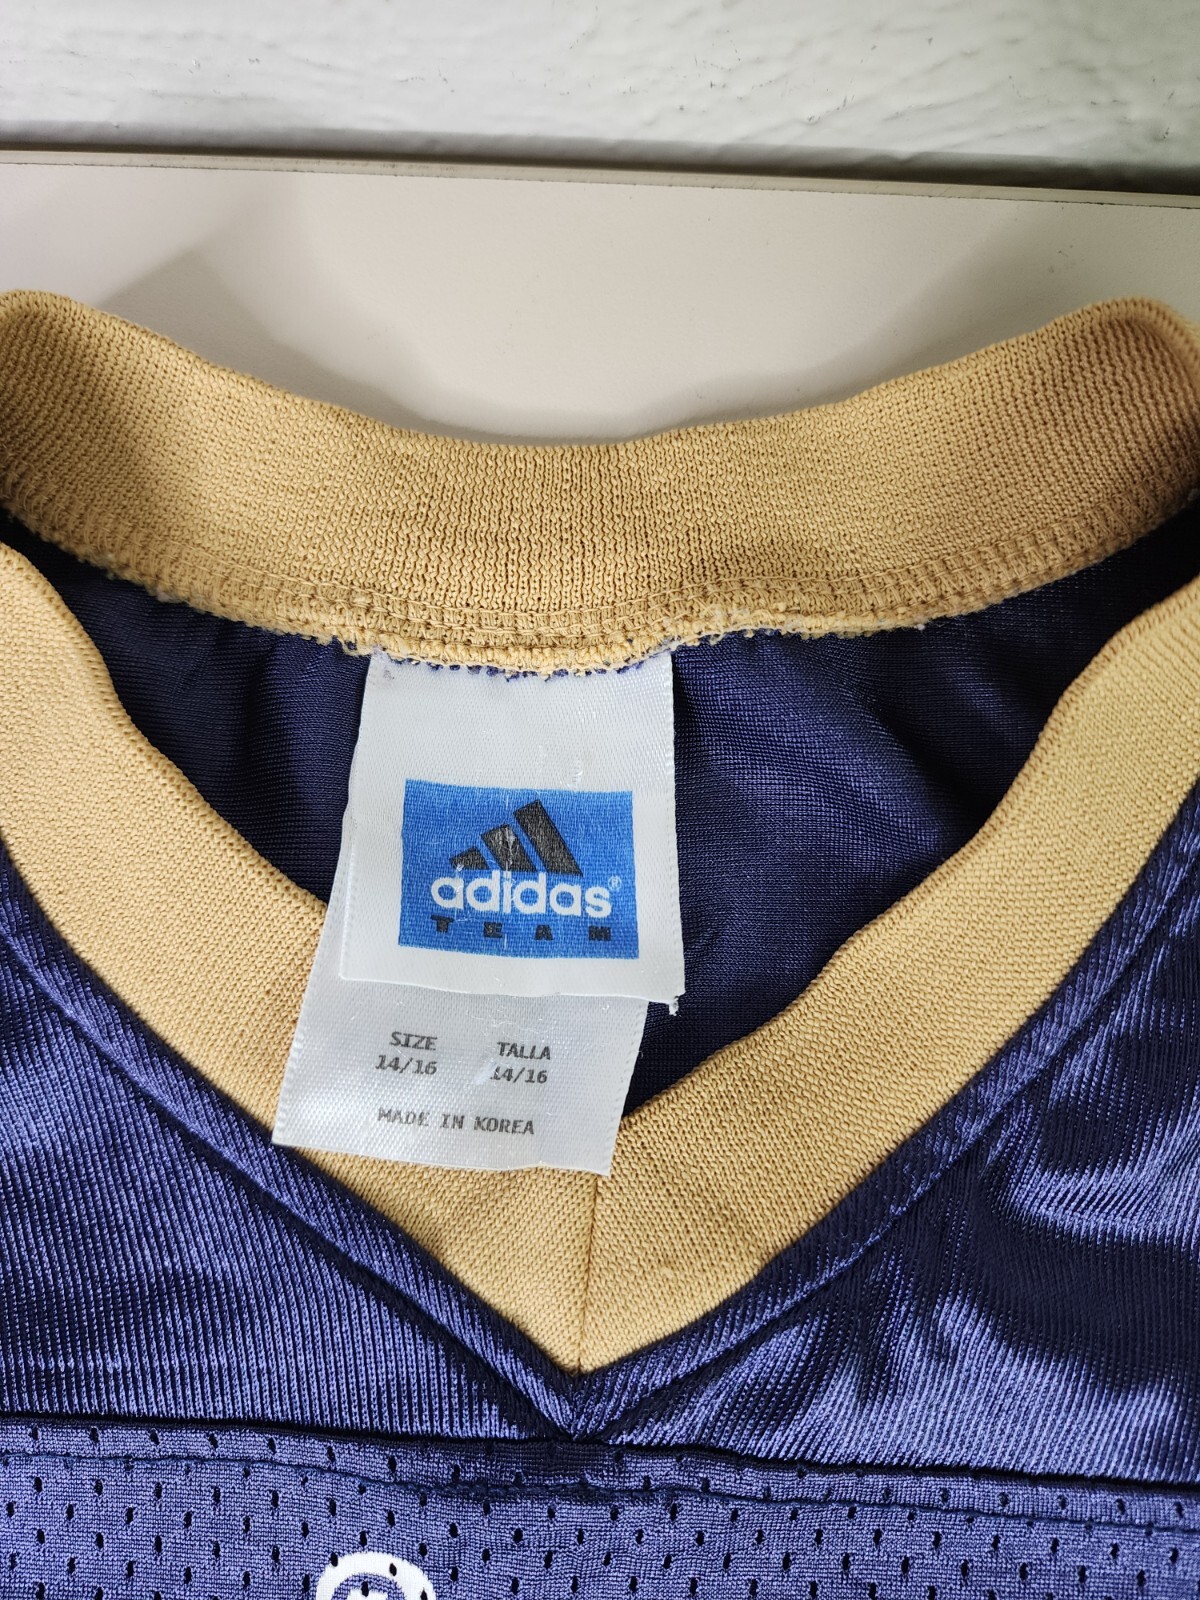 adidas®
TEAM
SIZE TALLA
14/16 14/16
MADE IN KOREA